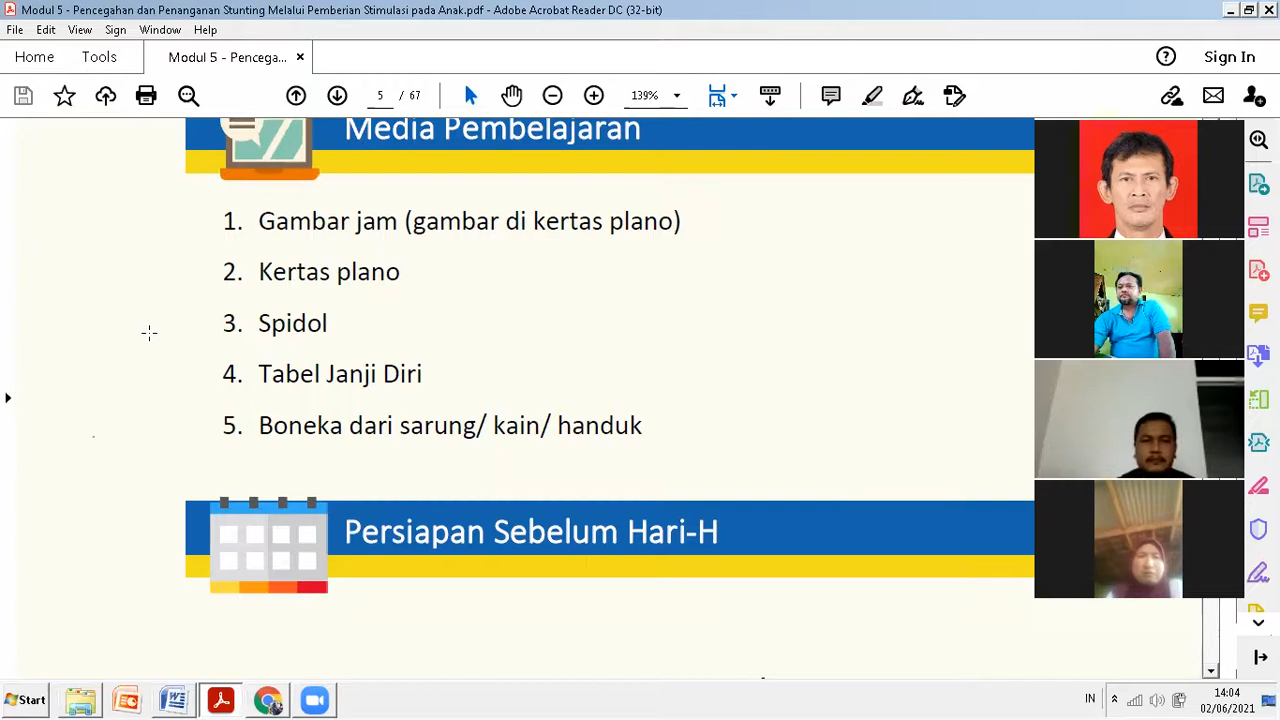 Modul 5 - Pencegahan dan Penanganan Stunting Melalui Pemberian Stimulasi pada Anak.pdf - Adobe Acrobat Reader DC (32-bit)
File Edit View Sign Window Help
Home Tools Modul 5 - Pencega... × Sign In
5 / 67 139%
Media Pembelajaran
1. Gambar jam (gambar di kertas plano)
2. Kertas plano
3. Spidol
4. Tabel Janji Diri
5. Boneka dari sarung/ kain/ handuk
Persiapan Sebelum Hari-H
Start IN 14:04
02/06/2021